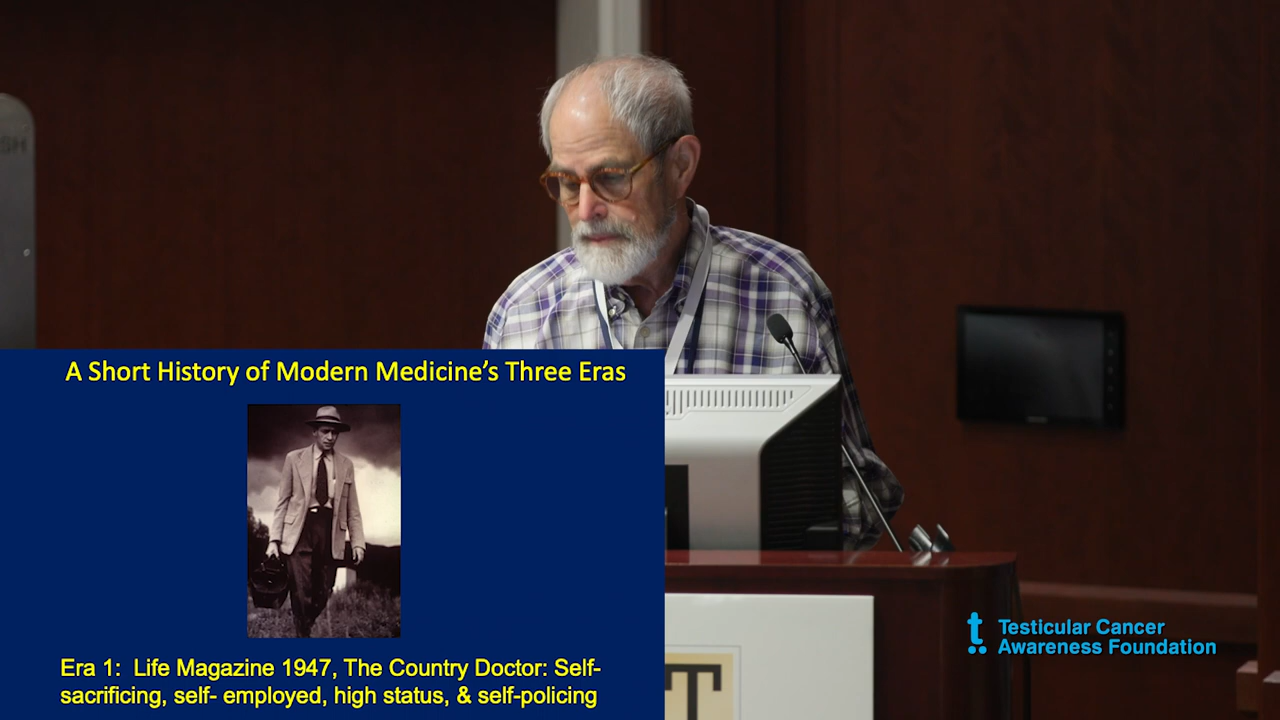 SH
A Short History of Modern Medicine's Three Eras
Era 1:  Life Magazine 1947, The Country Doctor: Self-
sacrificing, self- employed, high status, & self-policing
T
t.
Testicular Cancer
Awareness Foundation